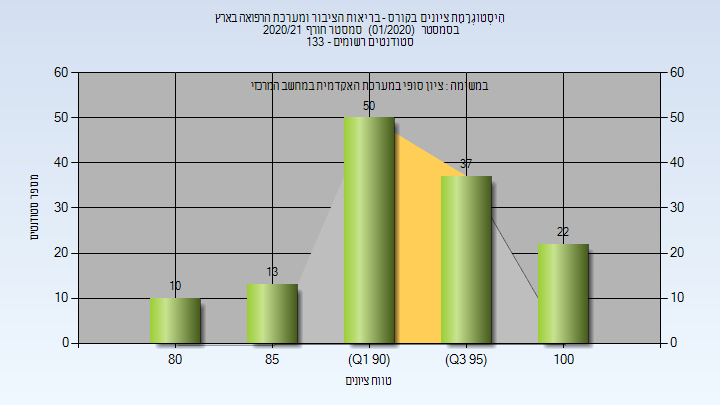 הִיסְטוֹגְרָמַת ציונים בקורס - בריאות הציבור ומערכת הרפואה בארץ
בסמסטר (01/2020) סמסטר חורף 2020/21
סטודנטים רשומים - 133
במשימה : ציון סופי במערכת האקדמית במחשב המרכזי
מספר סטודנטים
60 60
50 50
40 40
30 30
20 20
10 10
0 0
10 13 50 37 22
80 85 (Q1 90) (Q3 95) 100
טווח ציונים